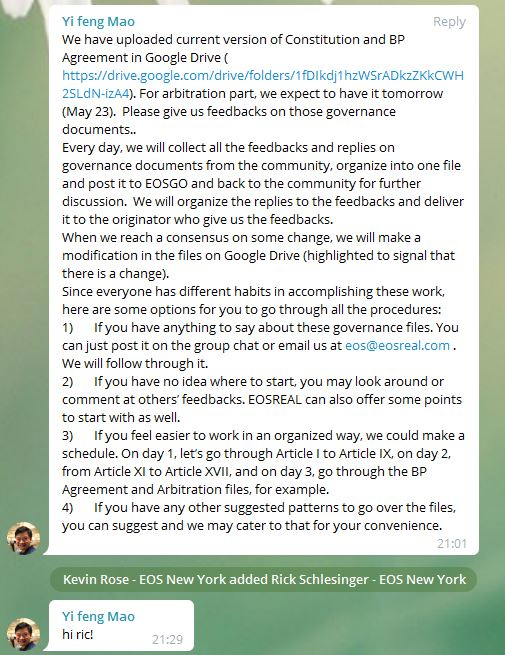 Yi feng Mao Reply
We have uploaded current version of Constitution and BP
Agreement in Google Drive (
https://drive.google.com/drive/folders/1fDIkdj1hzWSrADkzZKkCWH
2SLdN-izA4). For arbitration part, we expect to have it tomorrow
(May 23).  Please give us feedbacks on those governance
documents..
Every day, we will collect all the feedbacks and replies on
governance documents from the community, organize into one file
and post it to EOSGO and back to the community for further
discussion.  We will organize the replies to the feedbacks and deliver
it to the originator who give us the feedbacks.
When we reach a consensus on some change, we will make a
modification in the files on Google Drive (highlighted to signal that
there is a change).
Since everyone has different habits in accomplishing these work,
here are some options for you to go through all the procedures:
1)      If you have anything to say about these governance files. You
can just post it on the group chat or email us at eos@eosreal.com .
We will follow through it.
2)      If you have no idea where to start, you may look around or
comment at others' feedbacks. EOSREAL can also offer some points
to start with as well.
3)      If you feel easier to work in an organized way, we could make a
schedule. On day 1, let's go through Article I to Article IX, on day 2,
from Article XI to Article XVII, and on day 3, go through the BP
Agreement and Arbitration files, for example.
4)      If you have any other suggested patterns to go over the files,
you can suggest and we may cater to that for your convenience.
21:01
Kevin Rose - EOS New York added Rick Schlesinger - EOS New York
Yi feng Mao
hi ric!
21:29